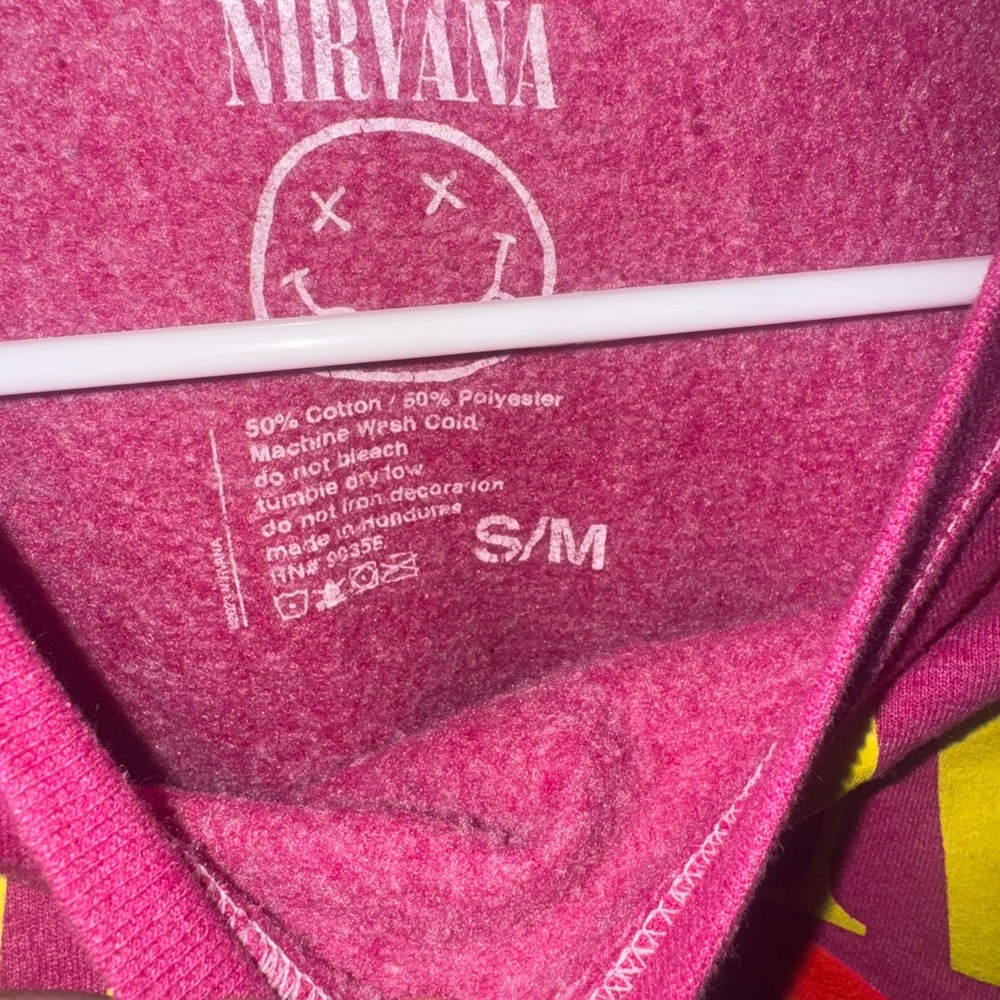 NIRVANA
50% Cotton / 50% Polyester
Machine Wash Cold
do not bleach
tumble dry low
do not iron decoration
made in Honduras
S/M